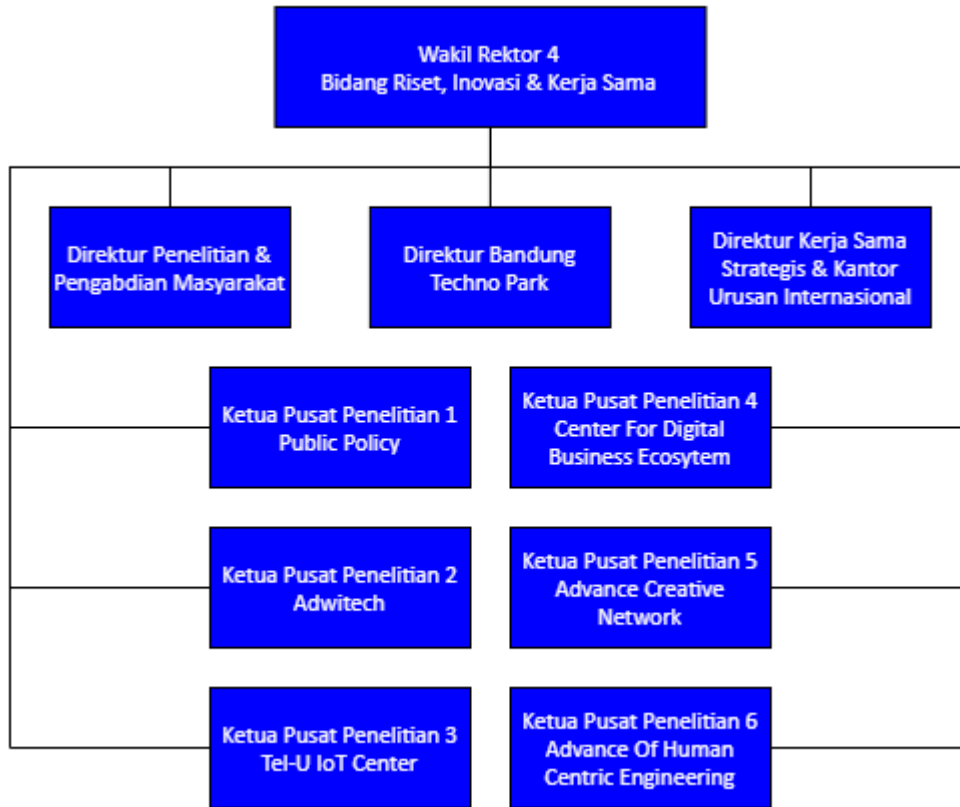 Wakil Rektor 4
Bidang Riset, Inovasi & Kerja Sama
Direktur Penelitian &
Pengabdian Masyarakat
Direktur Bandung
Techno Park
Direktur Kerja Sama
Strategis & Kantor
Urusan Internasional
Ketua Pusat Penelitian 1
Public Policy
Ketua Pusat Penelitian 4
Center For Digital
Business Ecosytem
Ketua Pusat Penelitian 2
Adwitech
Ketua Pusat Penelitian 5
Advance Creative
Network
Ketua Pusat Penelitian 3
Tel-U IoT Center
Ketua Pusat Penelitian 6
Advance Of Human
Centric Engineering